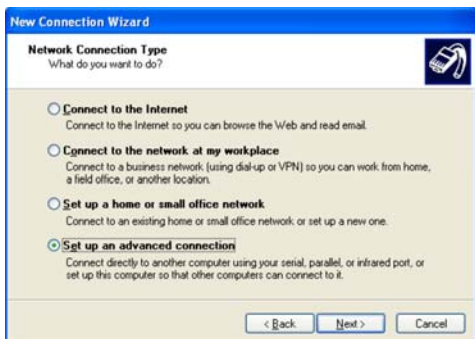 New Connection Wizard
Network Connection Type
What do you want to do?
Connect to the Internet
Connect to the Internet so you can browse the Web and read email.
Connect to the network at my workplace
Connect to a business network (using dial-up or VPN) so you can work from home,
a field office, or another location.
Set up a home or small office network
Connect to an existing home or small office network or set up a new one.
Set up an advanced connection
Connect directly to another computer using your serial, parallel, or infrared port, or
set up this computer so that other computers can connect to it.
< Back
Next >
Cancel